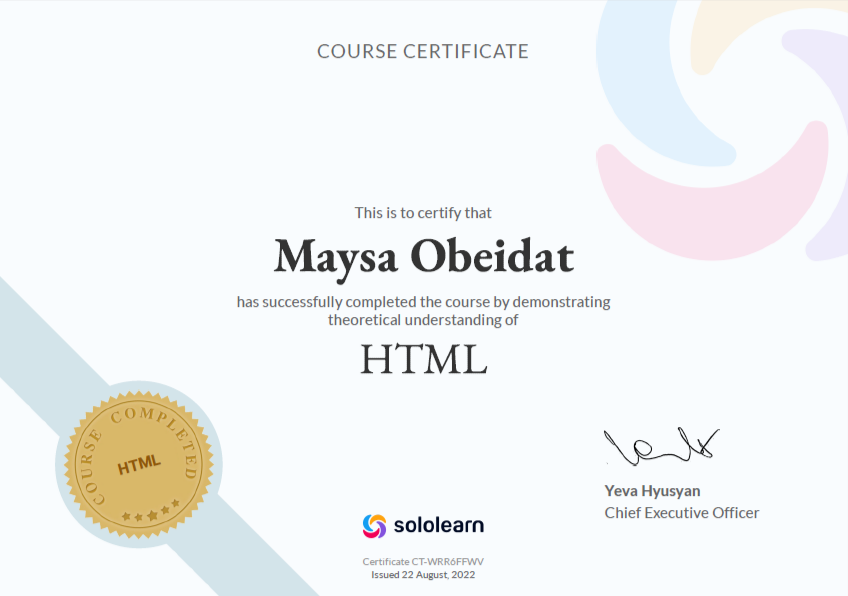 COURSE CERTIFICATE
This is to certify that
Maysa Obeidat
has successfully completed the course by demonstrating
theoretical understanding of
HTML
COURSE COMPLETED
HTML
Yeva Hyusyan
Chief Executive Officer
sololearn
Certificate CT-WRR6FFWV
Issued 22 August, 2022